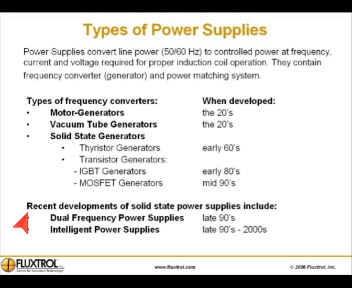 Types of Power Supplies
Power Supplies convert line power (50/60 Hz) to controlled power at frequency,
current and voltage required for proper induction coil operation. They contain
frequency converter (generator) and power matching system.
Types of frequency converters: When developed:
• Motor-Generators the 20's
• Vacuum Tube Generators the 20's
• Solid State Generators
• Thyristor Generators early 60's
• Transistor Generators:
- IGBT Generators early 80's
- MOSFET Generators mid 90's
Recent developments of solid state power supplies include:
Dual Frequency Power Supplies late 90's
Intelligent Power Supplies late 90's - 2000s
FLUXTROL
www.fluxtrol.com
© 2006 Fluxtrol, Inc.